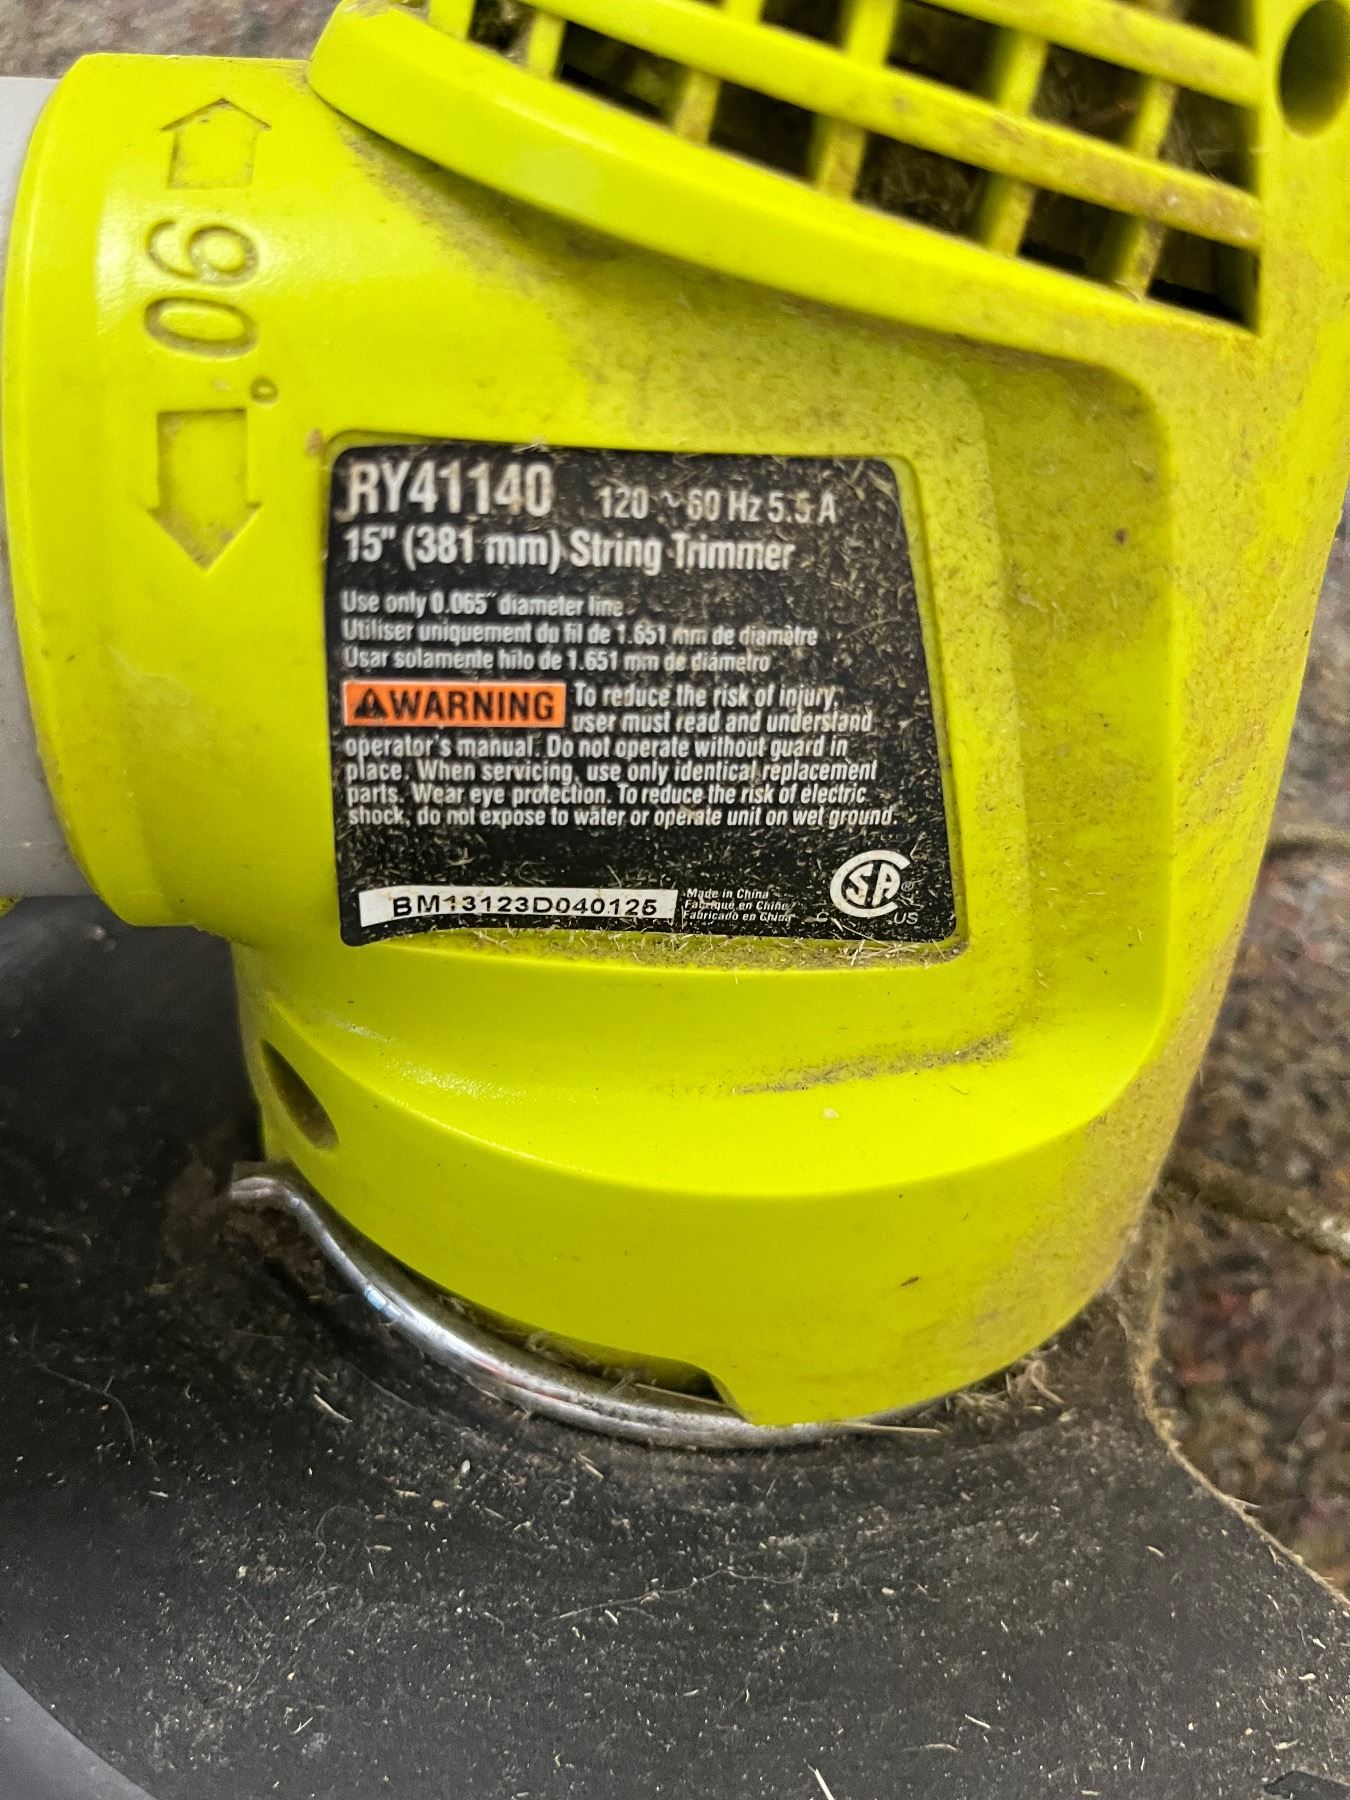 90°
RY41140 120 ~ 60 Hz 5.5 A
15" (381 mm) String Trimmer
Use only 0.065" diameter line
Utiliser uniquement du fil de 1.651 mm de diamètre
Usar solamente hilo de 1.651 mm de diámetro
WARNING To reduce the risk of injury,
user must read and understand
operator's manual. Do not operate without guard in
place. When servicing, use only identical replacement
parts. Wear eye protection. To reduce the risk of electric
shock, do not expose to water or operate unit on wet ground.
BM13123D040125
Made in China
Fabriqué en Chine
Fabricado en China
C SA ® US